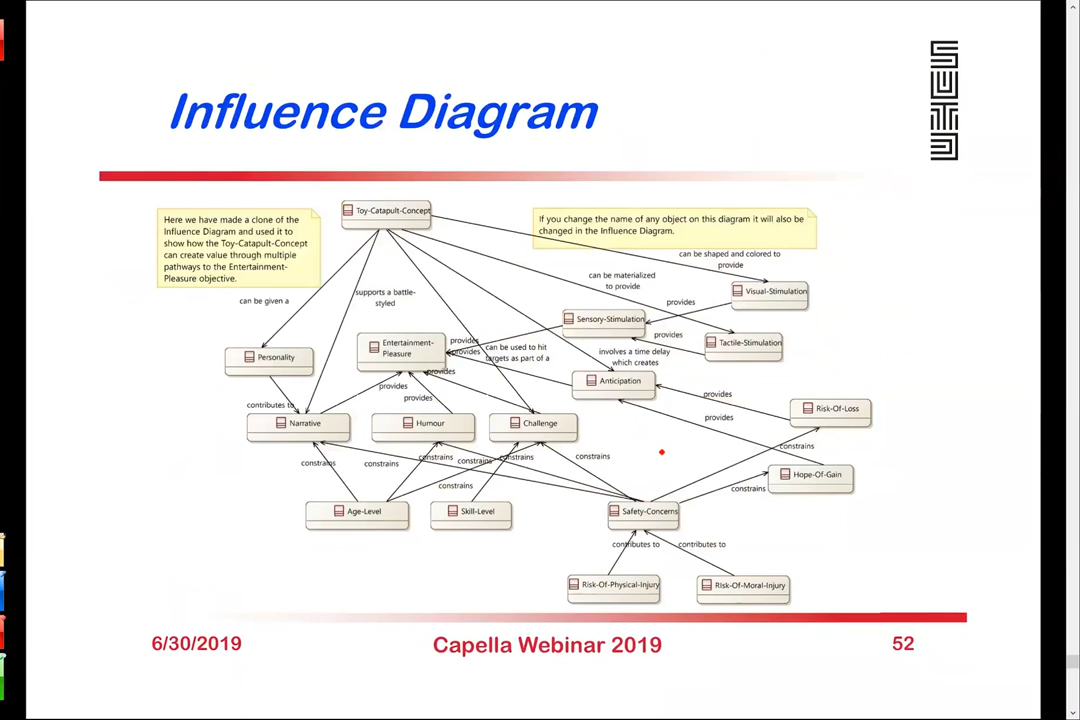 Influence Diagram
SUTD
Here we have made a clone of the
Influence Diagram and used it to
show how the Toy-Catapult-Concept
can create value through multiple
pathways to the Entertainment-
Pleasure objective.
Toy-Catapult-Concept
If you change the name of any object on this diagram it will also be
changed in the Influence Diagram.
can be shaped and colored to
provide
can be materialized
to provide
Visual-Stimulation
can be given a
supports a battle-
styled
provides
Sensory-Stimulation
provides
Tactile-Stimulation
Entertainment-
Pleasure
provides
provides
can be used to hit
targets as part of a
involves a time delay
which creates
Personality
provides
Anticipation
provides
provides
provides
contributes to
Risk-Of-Loss
provides
Narrative
Humour
Challenge
constrains
constrains
constrains
constrains
constrains
constrains
constrains
Hope-Of-Gain
constrains
constrains
Age-Level
Skill-Level
Safety-Concerns
contributes to
contributes to
Risk-Of-Physical-Injury
RIsk-Of-Moral-Injury
6/30/2019
Capella Webinar 2019
52